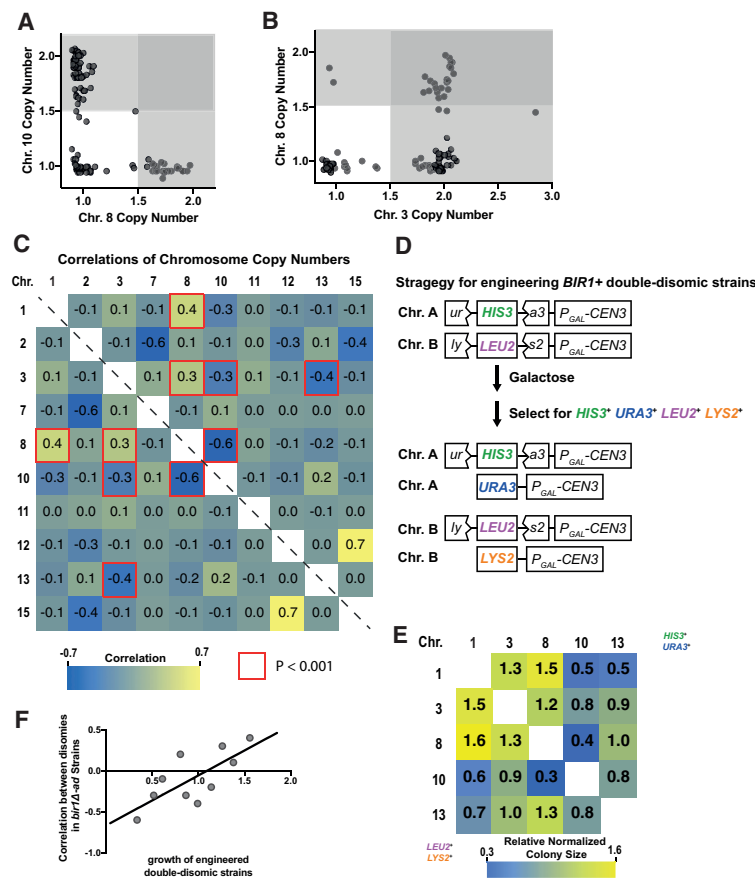 A
Chr. 10 Copy Number
2.0
1.5
1.0
1.0 1.5 2.0
Chr. 8 Copy Number
B
Chr. 8 Copy Number
2.0
1.5
1.0
1.0 1.5 2.0 2.5 3.0
Chr. 3 Copy Number
C
Correlations of Chromosome Copy Numbers
Chr. 1 2 3 7 8 10 11 12 13 15
1 -0.1 0.1 -0.1 0.4 -0.3 0.0 -0.1 -0.1 -0.1
2 -0.1 -0.1 -0.6 0.1 -0.1 0.0 -0.3 0.1 -0.4
3 0.1 -0.1 0.1 0.3 -0.3 0.1 -0.1 -0.4 -0.1
7 -0.1 -0.6 0.1 -0.1 0.1 0.0 0.0 0.0 0.0
8 0.4 0.1 0.3 -0.1 -0.6 0.0 -0.1 -0.2 -0.1
10 -0.3 -0.1 -0.3 0.1 -0.6 -0.1 -0.1 0.2 -0.1
11 0.0 0.0 0.1 0.0 0.0 -0.1 0.0 0.0 0.0
12 -0.1 -0.3 -0.1 0.0 -0.1 -0.1 0.0 0.0 0.7
13 -0.1 0.1 -0.4 0.0 -0.2 0.2 0.0 0.0 0.0
15 -0.1 -0.4 -0.1 0.0 -0.1 -0.1 0.0 0.7 0.0
-0.7 0.7
Correlation
P < 0.001
D
Stragegy for engineering BIR1+ double-disomic strains
Chr. A ur HIS3 a3 PGAL-CEN3
Chr. B ly LEU2 s2 PGAL-CEN3
Galactose
Select for HIS3+ URA3+ LEU2+ LYS2+
Chr. A ur HIS3 a3 PGAL-CEN3
Chr. A URA3 PGAL-CEN3
Chr. B ly LEU2 s2 PGAL-CEN3
Chr. B LYS2 PGAL-CEN3
E
Chr. 1 3 8 10 13
HIS3+
URA3+
1 1.3 1.5 0.5 0.5
3 1.5 1.2 0.8 0.9
8 1.6 1.3 0.4 1.0
10 0.6 0.9 0.3 0.8
13 0.7 1.0 1.3 0.8
LEU2+
LYS2+
0.3 Relative Normalized 1.6
Colony Size
F
Correlation between disomies
in bir1Δ-ad Strains
0.5
0.0
-0.5
-1.0
0.5 1.0 1.5 2.0
growth of engineered
double-disomic strains